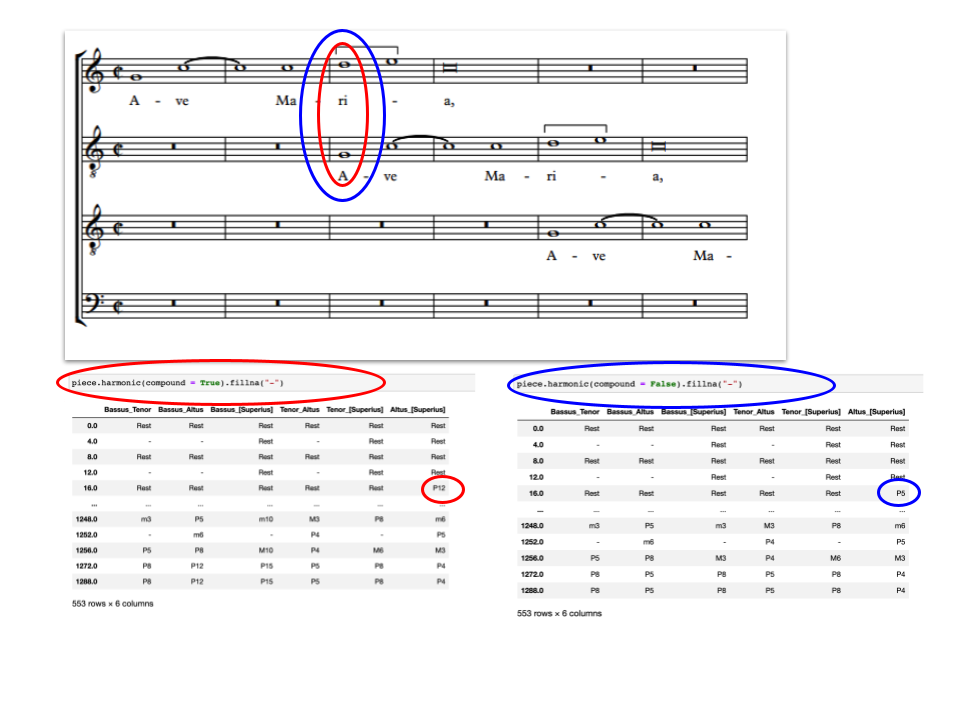 A - ve Ma - ri - a,
A - ve Ma - ri - a,
A - ve Ma -
piece.harmonic(compound = True).fillna("-")
Bassus_Tenor Bassus_Altus Bassus_[Superius] Tenor_Altus Tenor_[Superius] Altus_[Superius]
0.0 Rest Rest Rest Rest Rest Rest
4.0 - - Rest - Rest Rest
8.0 Rest Rest Rest Rest Rest Rest
12.0 - - Rest - Rest Rest
16.0 Rest Rest Rest Rest Rest P12
... ... ... ... ... ... ...
1248.0 m3 P5 m10 M3 P8 m6
1252.0 - m6 - P4 - P5
1256.0 P5 P8 M10 P4 M6 M3
1272.0 P8 P12 P15 P5 P8 P4
1288.0 P8 P12 P15 P5 P8 P4
553 rows × 6 columns
piece.harmonic(compound = False).fillna("-")
Bassus_Tenor Bassus_Altus Bassus_[Superius] Tenor_Altus Tenor_[Superius] Altus_[Superius]
0.0 Rest Rest Rest Rest Rest Rest
4.0 - - Rest - Rest Rest
8.0 Rest Rest Rest Rest Rest Rest
12.0 - - Rest - Rest Rest
16.0 Rest Rest Rest Rest Rest P5
... ... ... ... ... ... ...
1248.0 m3 P5 m3 M3 P8 m6
1252.0 - m6 - P4 - P5
1256.0 P5 P8 M3 P4 M6 M3
1272.0 P8 P5 P8 P5 P8 P4
1288.0 P8 P5 P8 P5 P8 P4
553 rows × 6 columns